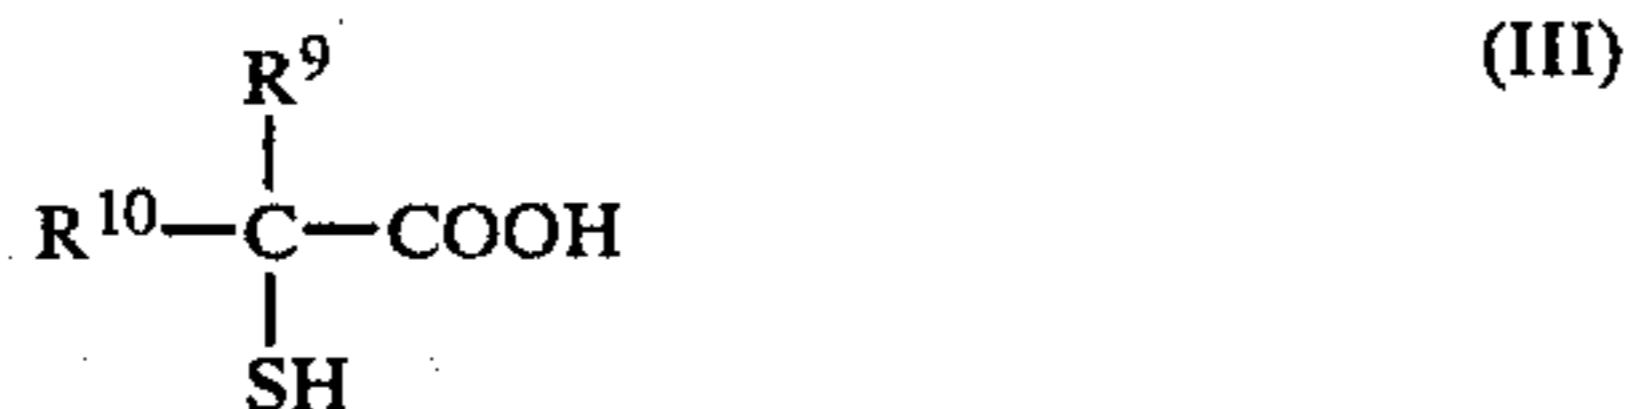 (III)
R⁹
R¹⁰—C—COOH
SH